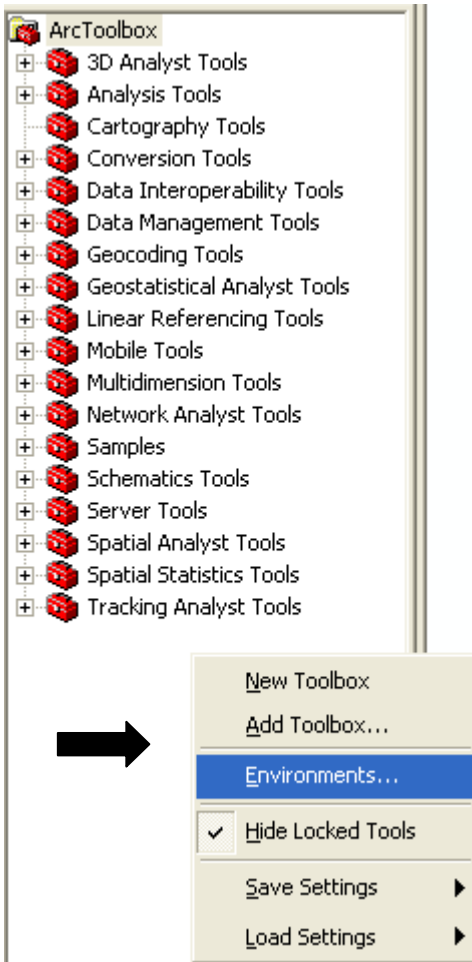 ArcToolbox
3D Analyst Tools
Analysis Tools
Cartography Tools
Conversion Tools
Data Interoperability Tools
Data Management Tools
Geocoding Tools
Geostatistical Analyst Tools
Linear Referencing Tools
Mobile Tools
Multidimension Tools
Network Analyst Tools
Samples
Schematics Tools
Server Tools
Spatial Analyst Tools
Spatial Statistics Tools
Tracking Analyst Tools
New Toolbox
Add Toolbox...
Environments...
Hide Locked Tools
Save Settings
Load Settings